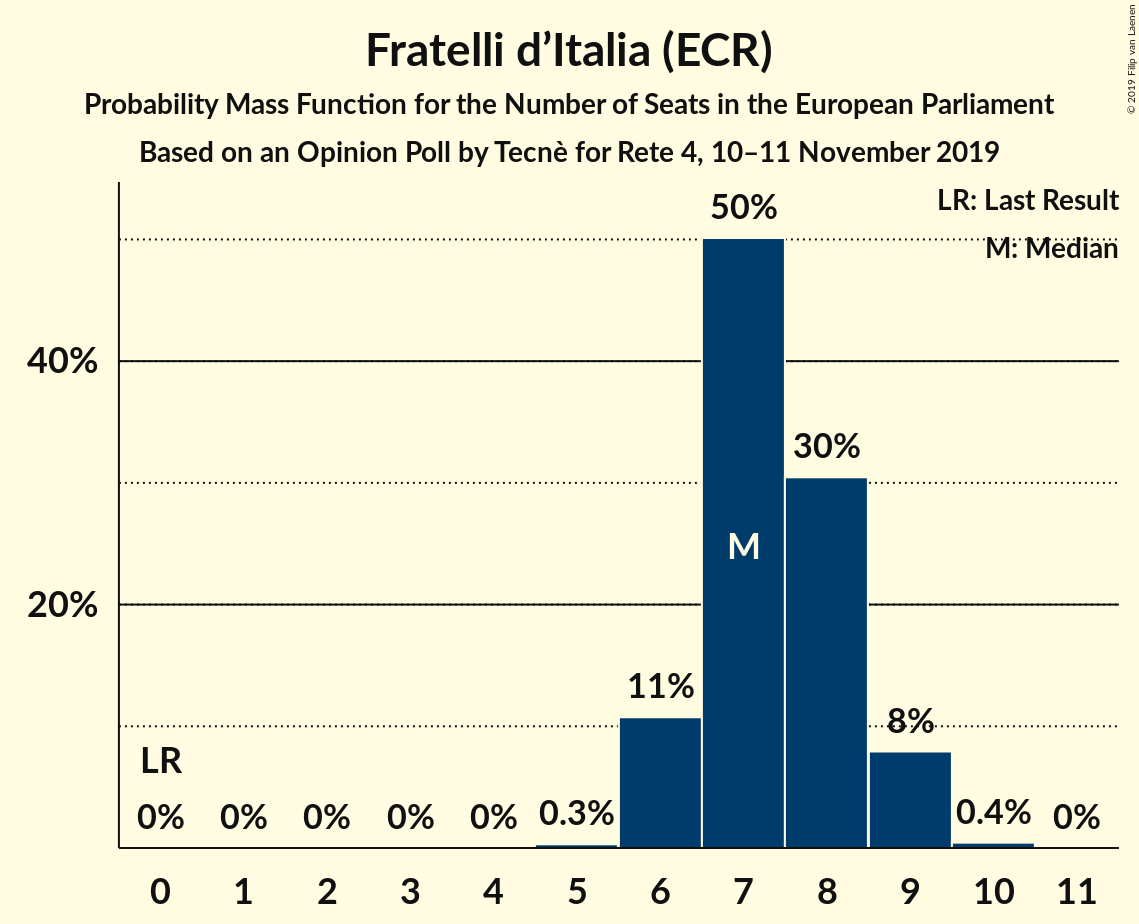 Fratelli d’Italia (ECR)
Probability Mass Function for the Number of Seats in the European Parliament
Based on an Opinion Poll by Tecnè for Rete 4, 10–11 November 2019
© 2019 Filip van Laenen
LR: Last Result
M: Median
50%
40%
30%
M
20%
11%
8%
LR
0% 0% 0% 0% 0% 0.3% 0.4% 0%
0 1 2 3 4 5 6 7 8 9 10 11